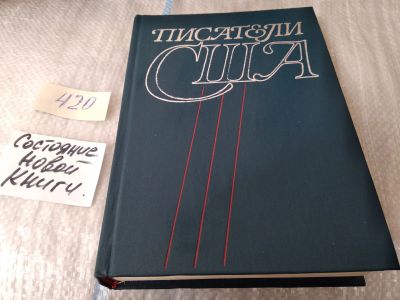 ПИСАТЕЛИ
США
420
Состояние
новой
книги.